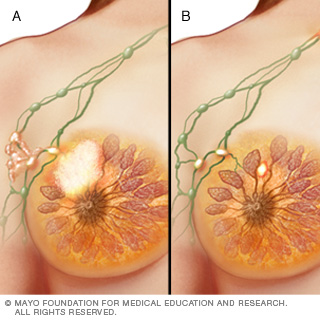 A
B
© MAYO FOUNDATION FOR MEDICAL EDUCATION AND RESEARCH.
ALL RIGHTS RESERVED.